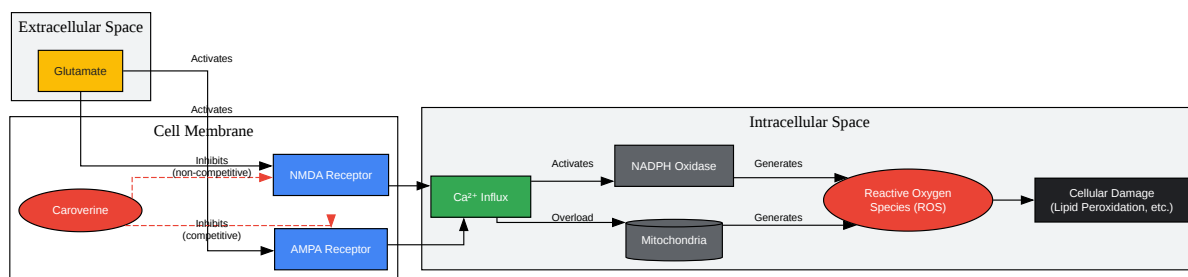 Extracellular Space
Glutamate
Activates
Activates
Cell Membrane
Inhibits
(non-competitive)
NMDA Receptor
Caroverine
Inhibits
(competitive)
AMPA Receptor
Intracellular Space
Ca²⁺ Influx
Activates
NADPH Oxidase
Generates
Overload
Mitochondria
Generates
Reactive Oxygen
Species (ROS)
Cellular Damage
(Lipid Peroxidation, etc.)